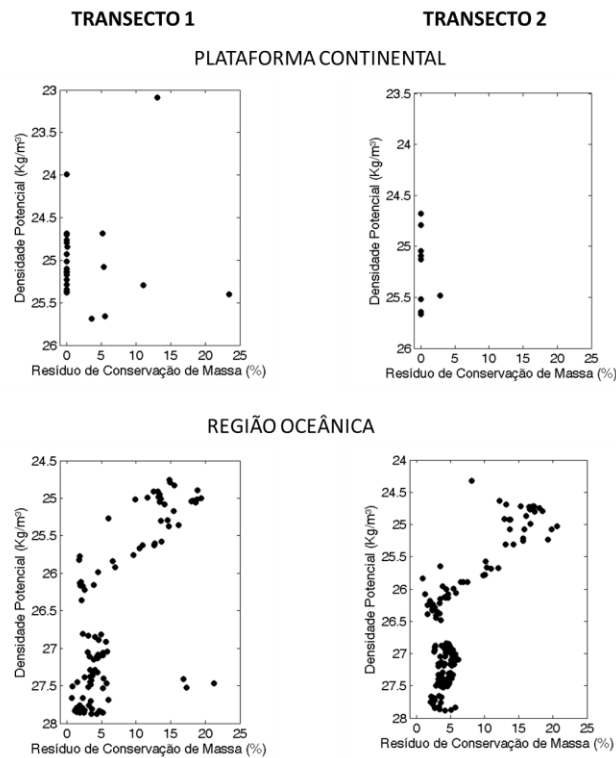 TRANSECTO 1
TRANSECTO 2
PLATAFORMA CONTINENTAL
Densidade Potencial (Kg/m³)
23
23.5
24
24.5
25
25.5
26
0 5 10 15 20 25
Resíduo de Conservação de Massa (%)
Densidade Potencial (Kg/m³)
23.5
24
24.5
25
25.5
26
0 5 10 15 20 25
Resíduo de Conservação de Massa (%)
REGIÃO OCEÂNICA
Densidade Potencial (Kg/m³)
24.5
25
25.5
26
26.5
27
27.5
28
0 5 10 15 20 25
Resíduo de Conservação de Massa (%)
Densidade Potencial (Kg/m³)
24
24.5
25
25.5
26
26.5
27
27.5
28
0 5 10 15 20 25
Resíduo de Conservação de Massa (%)